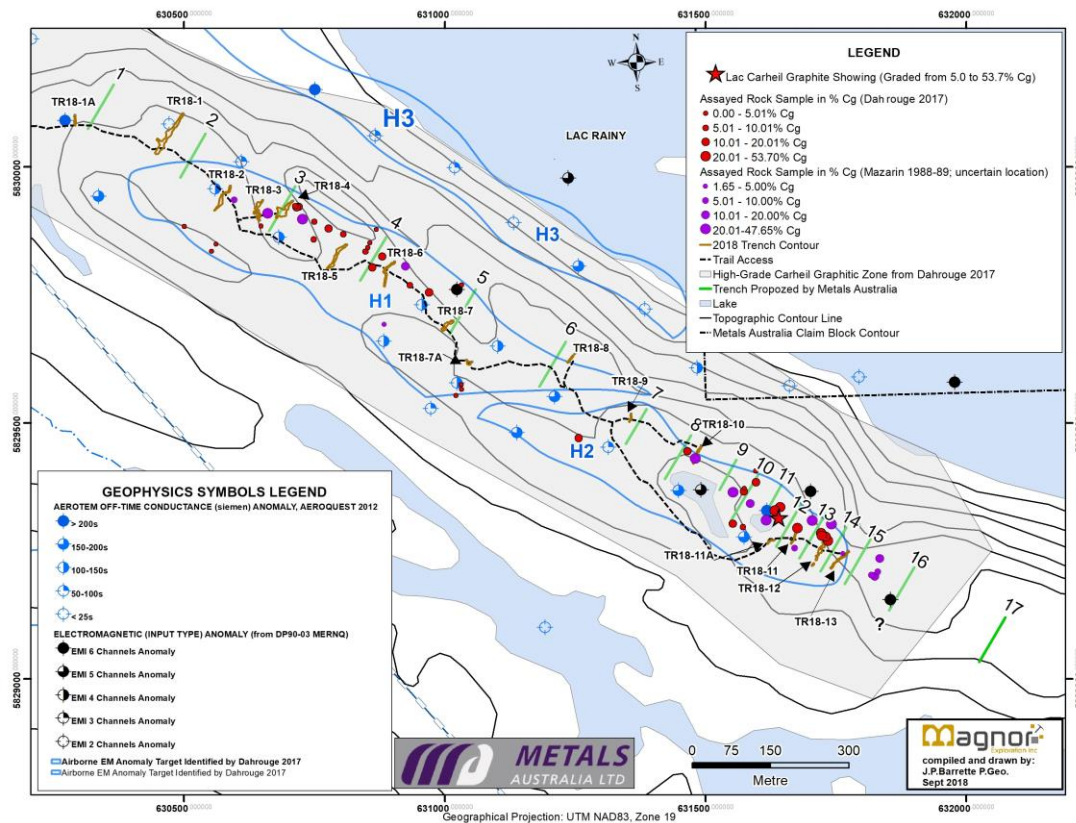 630500
631000
631500
632000
5830000
5829500
5829000
N
W
E
S
LAC RAINY
H3
H3
H1
H2
1
2
3
4
5
6
7
8
9
10
11
12
13
14
15
16
17
?
TR18-1A
TR18-1
TR18-2
TR18-3
TR18-4
TR18-5
TR18-6
TR18-7
TR18-7A
TR18-8
TR18-9
TR18-10
TR18-11A
TR18-11
TR18-12
TR18-13
LEGEND
Lac Carheil Graphite Showing (Graded from 5.0 to 53.7% Cg)
Assayed Rock Sample in % Cg (Dahrouge 2017)
0.00 - 5.01% Cg
5.01 - 10.01% Cg
10.01 - 20.01% Cg
20.01 - 53.70% Cg
Assayed Rock Sample in % Cg (Mazarin 1988-89; uncertain location)
1.65 - 5.00% Cg
5.01 - 10.00% Cg
10.01 - 20.00% Cg
20.01-47.65% Cg
2018 Trench Contour
Trail Access
High-Grade Carheil Graphitic Zone from Dahrouge 2017
Trench Propozed by Metals Australia
Lake
Topographic Contour Line
Metals Australia Claim Block Contour
GEOPHYSICS SYMBOLS LEGEND
AEROTEM OFF-TIME CONDUCTANCE (siemen) ANOMALY, AEROQUEST 2012
> 200s
150-200s
100-150s
50-100s
< 25s
ELECTROMAGNETIC (INPUT TYPE) ANOMALY (from DP90-03 MERNQ)
EMI 6 Channels Anomaly
EMI 5 Channels Anomaly
EMI 4 Channels Anomaly
EMI 3 Channels Anomaly
EMI 2 Channels Anomaly
Airborne EM Anomaly Target Identified by Dahrouge 2017
Airborne EM Anomaly Target Identified by Dahrouge 2017
METALS
AUSTRALIA LTD
0 75 150 300
Metre
Magnor
Exploration Inc
compiled and drawn by:
J.P.Barrette P.Geo.
Sept 2018
630500
631000
631500
632000
Geographical Projection: UTM NAD83, Zone 19